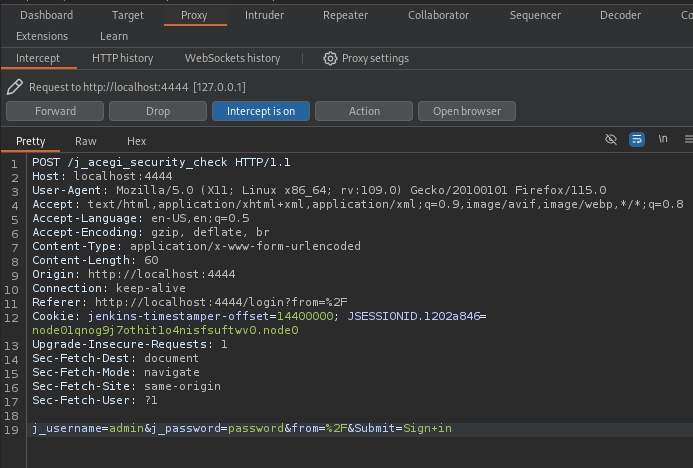 Dashboard Target Proxy Intruder Repeater Collaborator Sequencer Decoder Co
Extensions Learn
Intercept HTTP history WebSockets history Proxy settings
Request to http://localhost:4444 [127.0.0.1]
Forward Drop Intercept is on Action Open browser
Pretty Raw Hex \n
1 POST /j_acegi_security_check HTTP/1.1
2 Host: localhost:4444
3 User-Agent: Mozilla/5.0 (X11; Linux x86_64; rv:109.0) Gecko/20100101 Firefox/115.0
4 Accept: text/html,application/xhtml+xml,application/xml;q=0.9,image/avif,image/webp,*/*;q=0.8
5 Accept-Language: en-US,en;q=0.5
6 Accept-Encoding: gzip, deflate, br
7 Content-Type: application/x-www-form-urlencoded
8 Content-Length: 60
9 Origin: http://localhost:4444
10 Connection: keep-alive
11 Referer: http://localhost:4444/login?from=%2F
12 Cookie: jenkins-timestamper-offset=14400000; JSESSIONID.1202a846=
node01qnog9j7othit1o4nisfsuftwv0.node0
13 Upgrade-Insecure-Requests: 1
14 Sec-Fetch-Dest: document
15 Sec-Fetch-Mode: navigate
16 Sec-Fetch-Site: same-origin
17 Sec-Fetch-User: ?1
18
19 j_username=admin&j_password=password&from=%2F&Submit=Sign+in